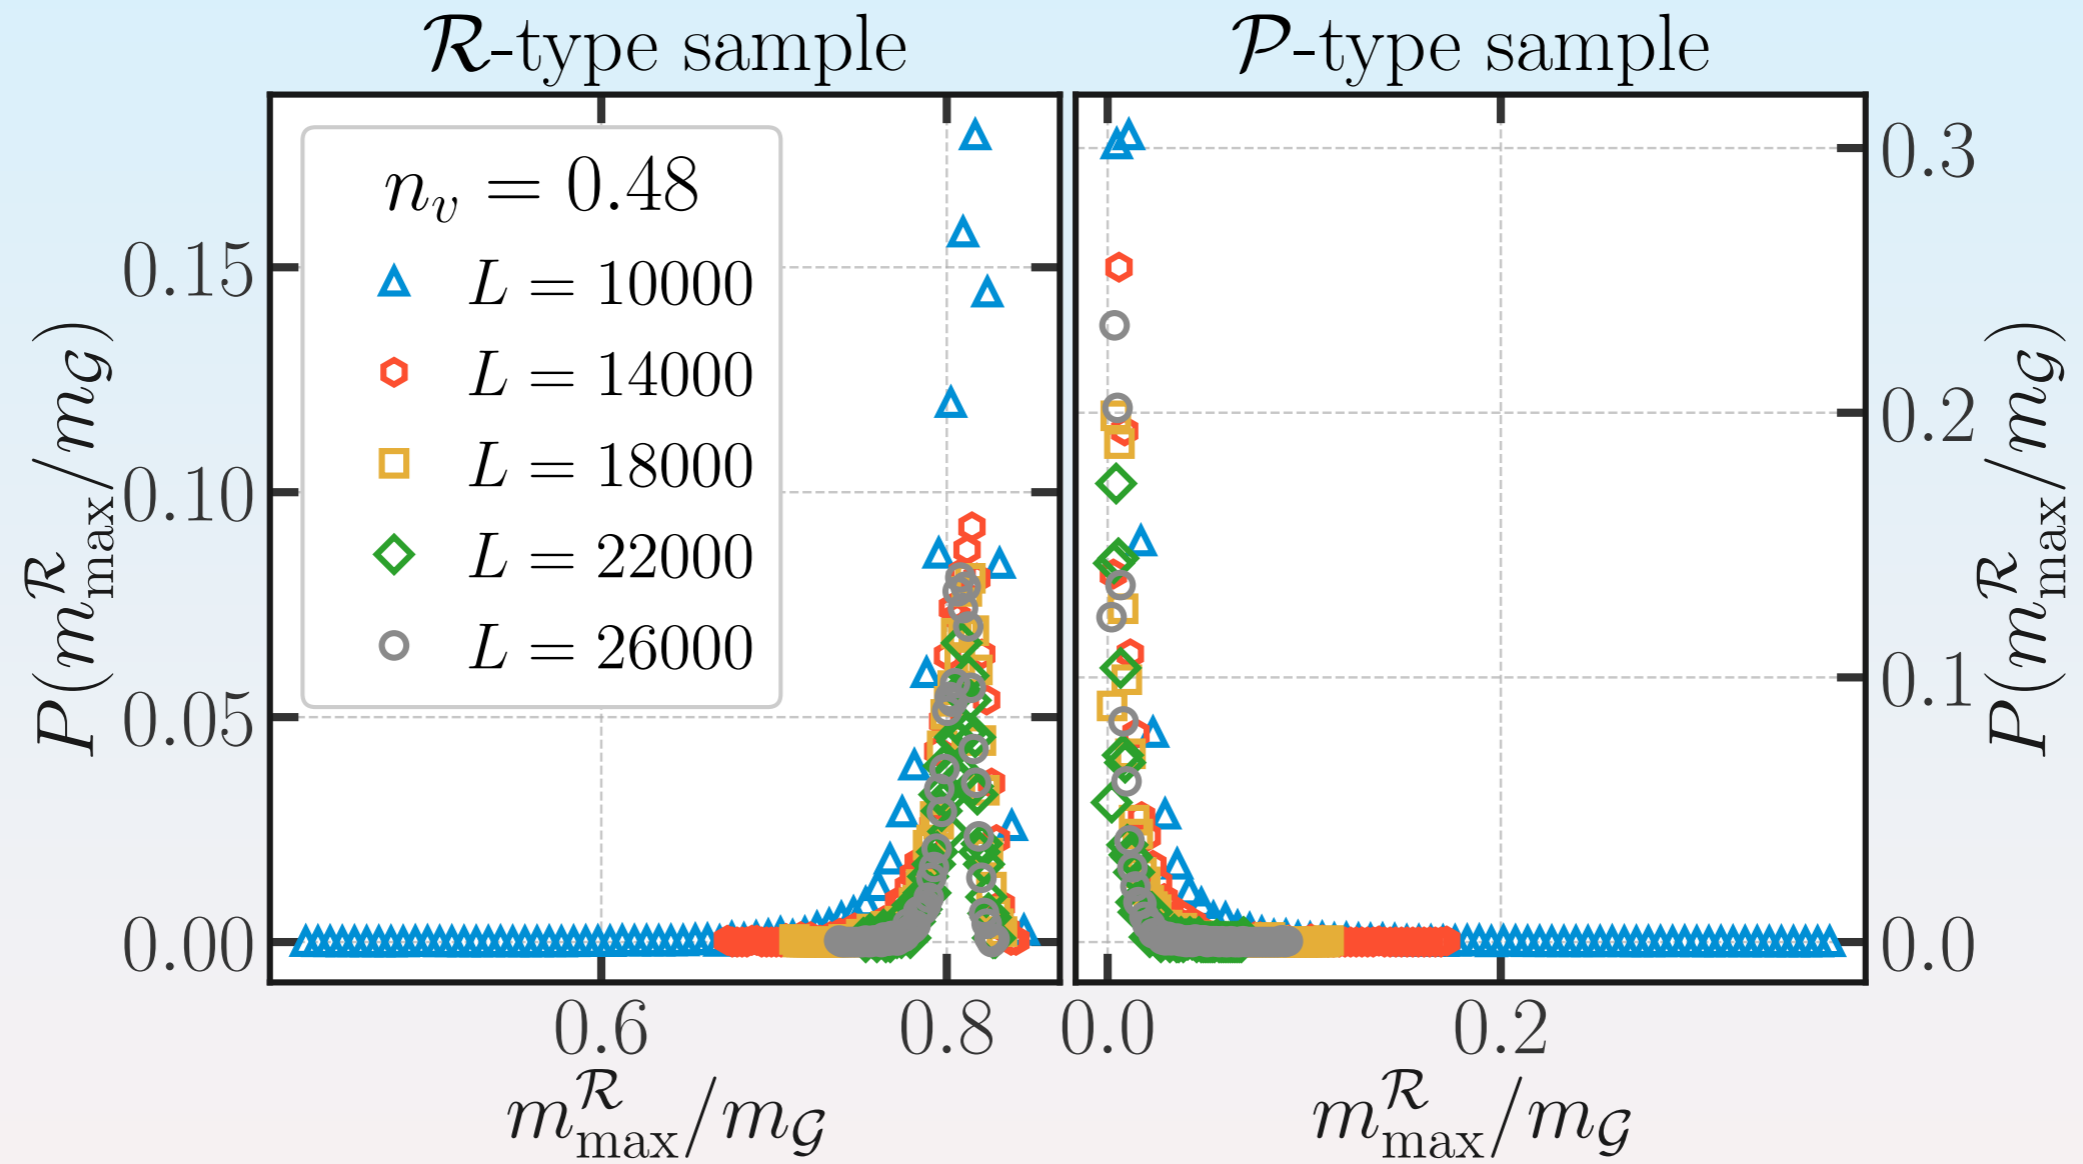 𝓡-type sample
𝓟-type sample
n_v = 0.48
L = 10000
L = 14000
L = 18000
L = 22000
L = 26000
P(m^𝓡_max/m_𝓖)
0.15
0.10
0.05
0.00
0.6
0.8
m^𝓡_max/m_𝓖
0.3
0.2
0.1
0.0
0.0
0.2
m^𝓡_max/m_𝓖
P(m^𝓡_max/m_𝓖)